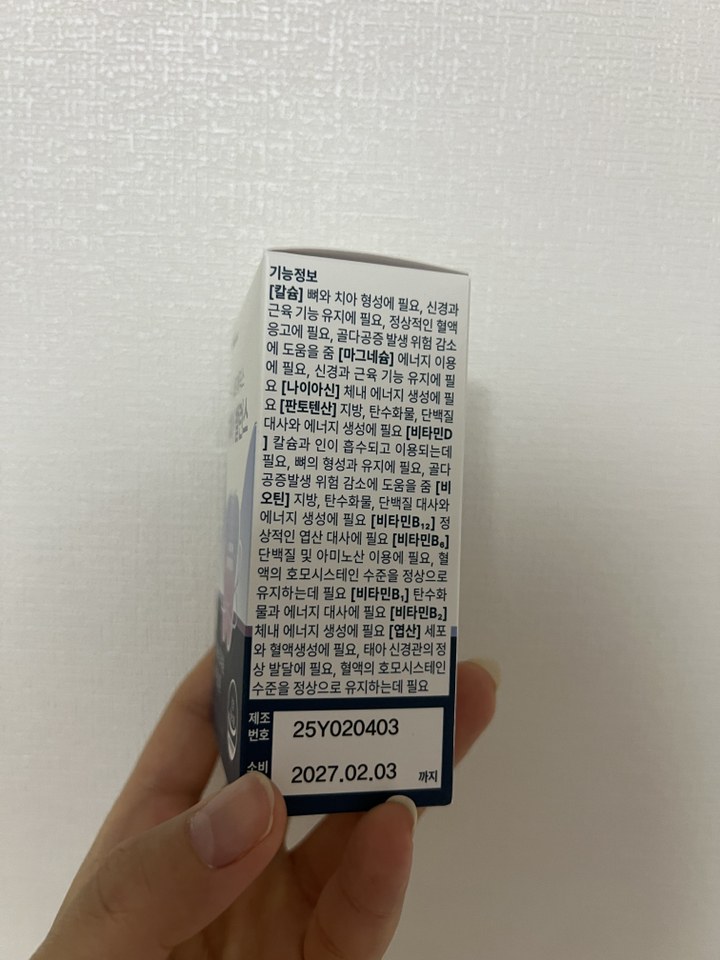 기능정보
[칼슘] 뼈와 치아 형성에 필요, 신경과
근육 기능 유지에 필요, 정상적인 혈액
응고에 필요, 골다공증 발생 위험 감소
에 도움을 줌 [마그네슘] 에너지 이용
에 필요, 신경과 근육 기능 유지에 필
요 [나이아신] 체내 에너지 생성에 필
요 [판토텐산] 지방, 탄수화물, 단백질
대사와 에너지 생성에 필요 [비타민D
] 칼슘과 인이 흡수되고 이용되는데
필요, 뼈의 형성과 유지에 필요, 골다
공증발생 위험 감소에 도움을 줌 [비
오틴] 지방, 탄수화물, 단백질 대사와
에너지 생성에 필요 [비타민B₁₂] 정
상적인 엽산 대사에 필요 [비타민B₆]
단백질 및 아미노산 이용에 필요, 혈
액의 호모시스테인 수준을 정상으로
유지하는데 필요 [비타민B₁] 탄수화
물과 에너지 대사에 필요 [비타민B₂]
체내 에너지 생성에 필요 [엽산] 세포
와 혈액생성에 필요, 태아 신경관의 정
상 발달에 필요, 혈액의 호모시스테인
수준을 정상으로 유지하는데 필요
제조
번호 25Y020403
소비 2027.02.03 까지